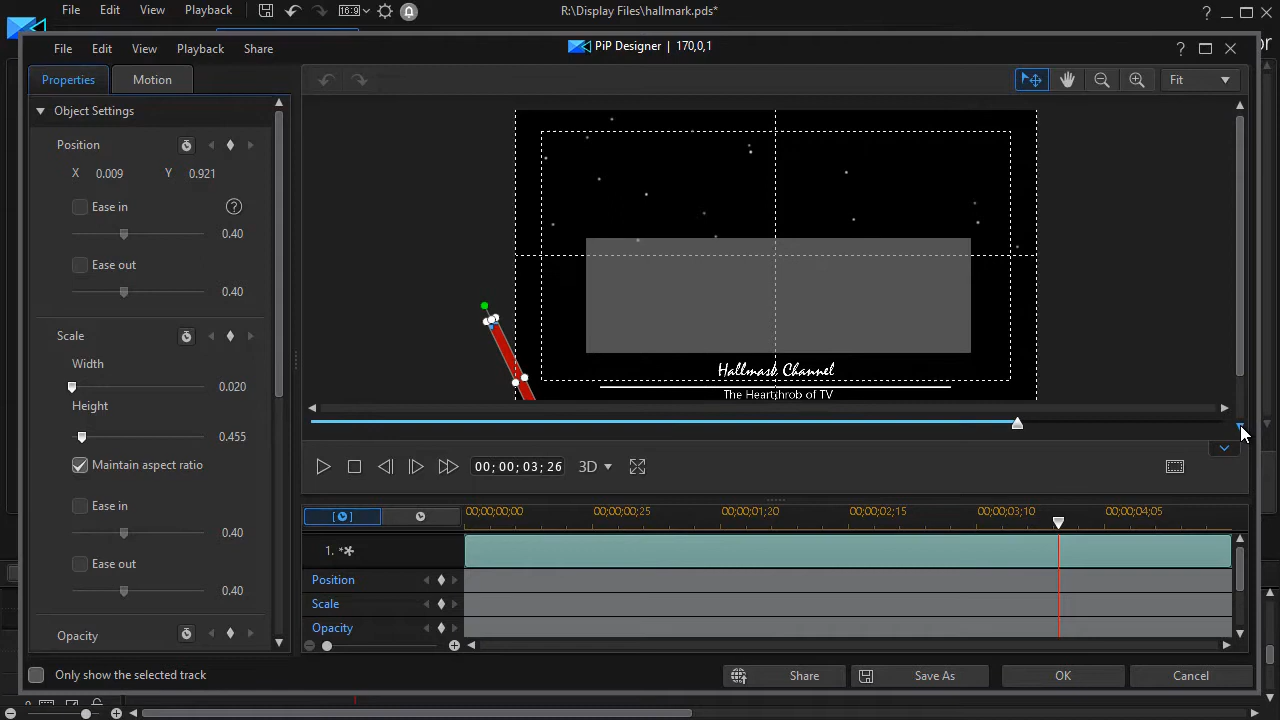 File Edit View Playback 16:9 R:\Display Files\hallmark.pds* ?
File Edit View Playback Share PiP Designer | 170,0,1 ?
Properties Motion Fit
Object Settings
Position
X 0.009 Y 0.921
Ease in ?
0.40
Ease out
0.40
Scale
Width
0.020
Height
0.455
Maintain aspect ratio
Ease in
0.40
Ease out
0.40
Opacity
Hallmask Channel
The Heartthrob of TV
00;00;03;26 3D
00;00;00;00 00;00;00;25 00;00;01;20 00;00;02;15 00;00;03;10 00;00;04;05
1. **
Position
Scale
Opacity
Only show the selected track
Share Save As OK Cancel